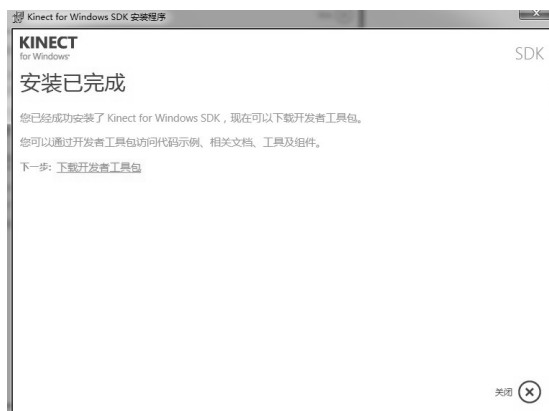 Kinect for Windows SDK 安装程序
KINECT
for Windows
SDK
安装已完成
您已经成功安装了 Kinect for Windows SDK，现在可以下载开发者工具包。
您可以通过开发者工具包访问代码示例、相关文档、工具及组件。
下一步: 下载开发者工具包
关闭